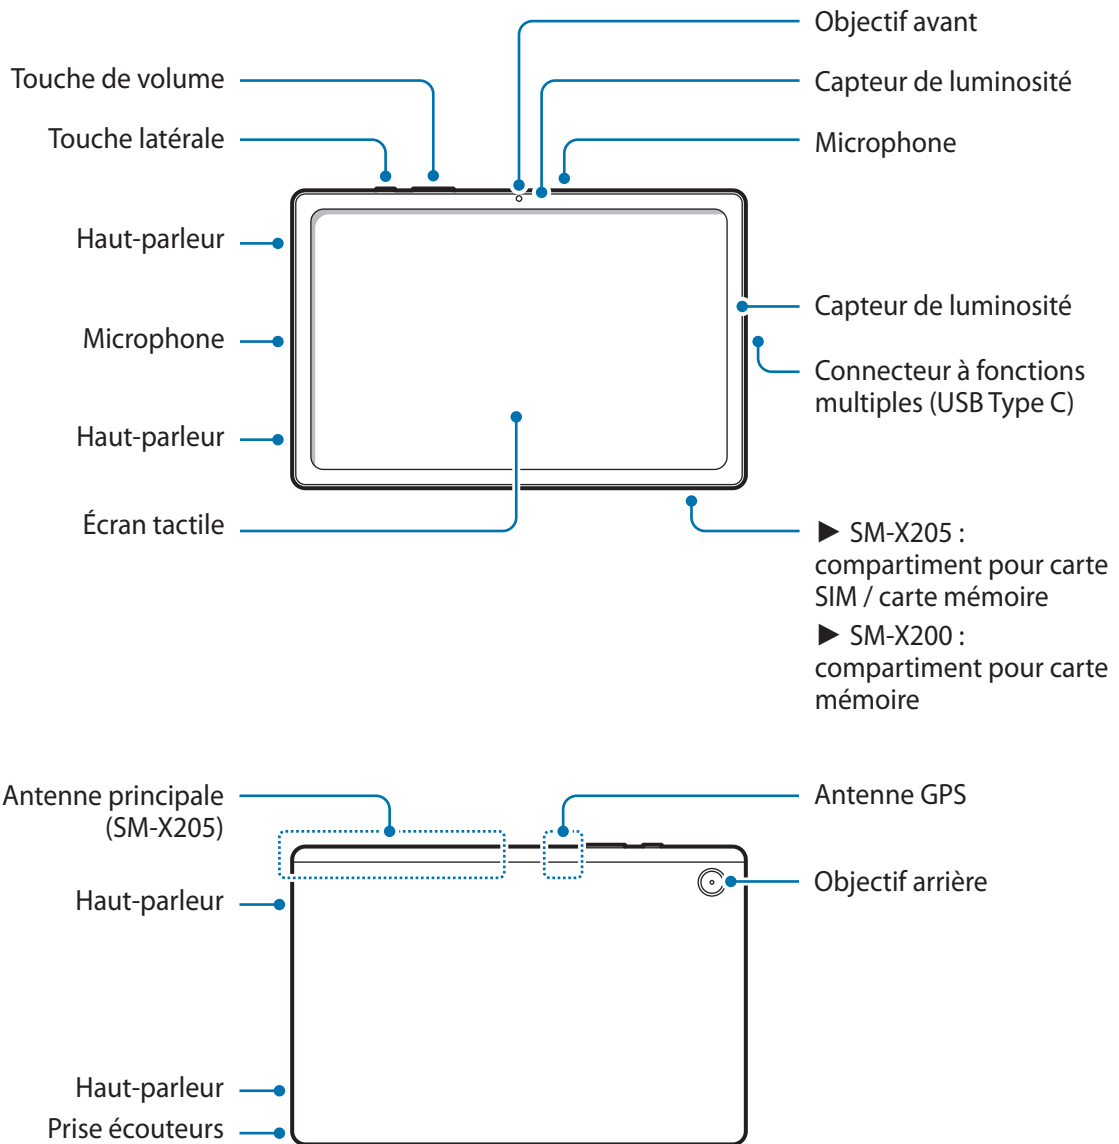 Objectif avant
Touche de volume
Capteur de luminosité
Touche latérale
Microphone
Haut-parleur
Capteur de luminosité
Microphone
Connecteur à fonctions
multiples (USB Type C)
Haut-parleur
Écran tactile
► SM-X205 :
compartiment pour carte
SIM / carte mémoire
► SM-X200 :
compartiment pour carte
mémoire
Antenne principale
(SM-X205)
Antenne GPS
Objectif arrière
Haut-parleur
Haut-parleur
Prise écouteurs